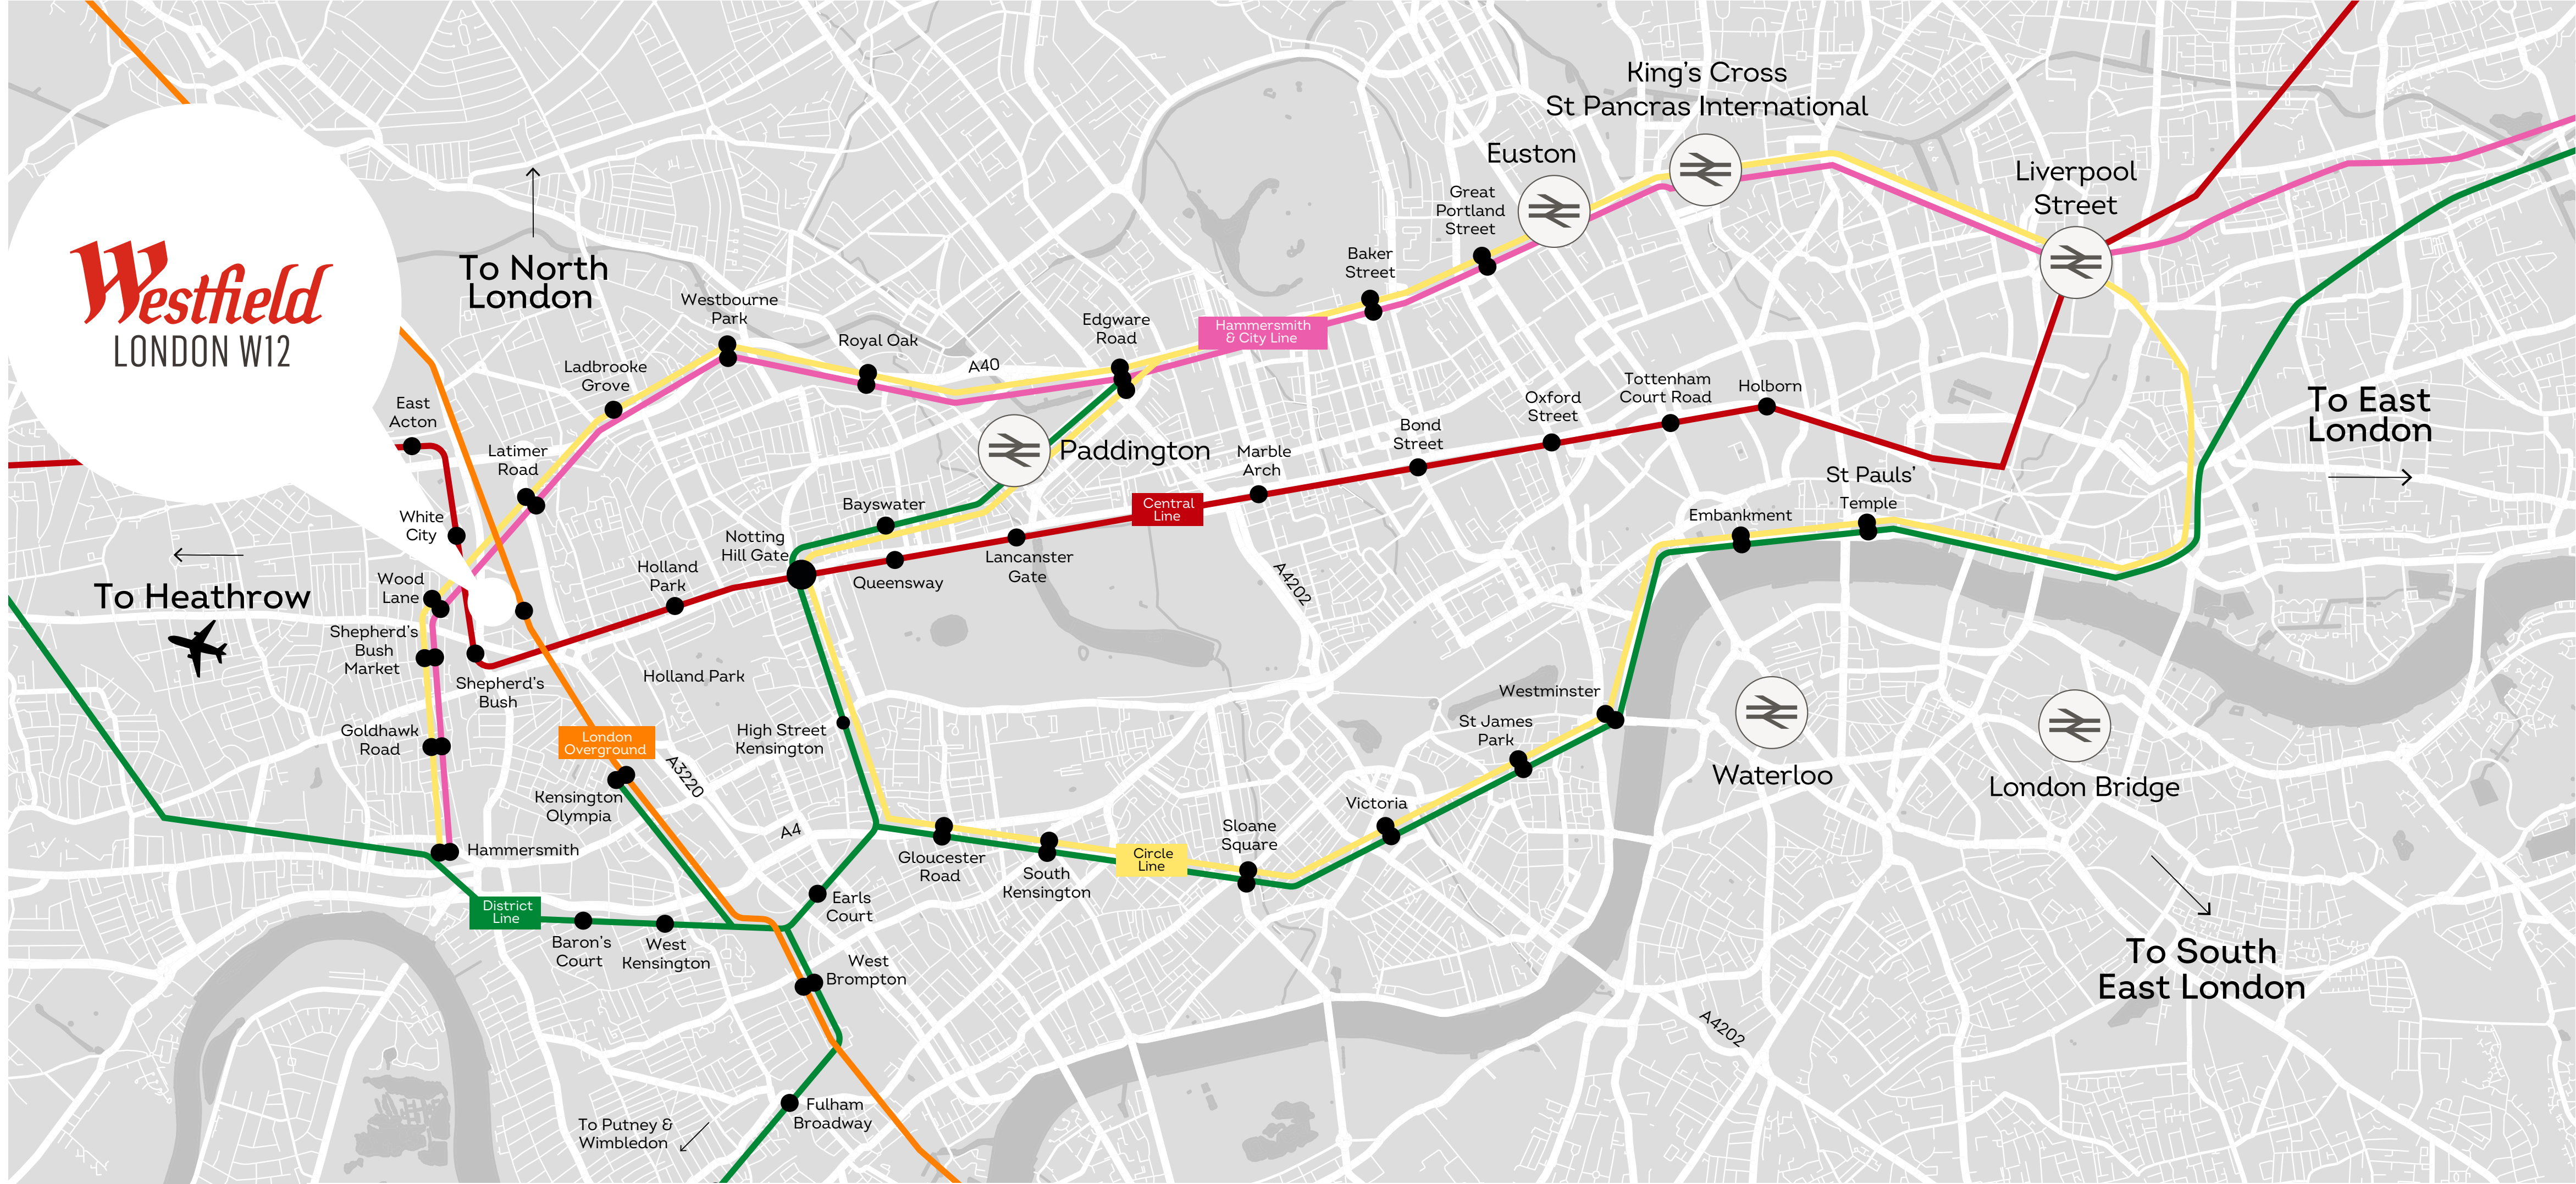 King's Cross
St Pancras International
Euston
Liverpool
Street
Great
Portland
Street
Baker
Street
To North
London
Westfield
LONDON W12
Westbourne
Park
Royal Oak
Edgware
Road
Hammersmith
& City Line
A40
Ladbrooke
Grove
East
Acton
Latimer
Road
White
City
Paddington
Marble
Arch
Bond
Street
Oxford
Street
Tottenham
Court Road
Holborn
To East
London
St Pauls'
Temple
Embankment
Central
Line
Bayswater
Notting
Hill Gate
Queensway
Lancanster
Gate
A4202
Holland
Park
To Heathrow
Wood
Lane
Shepherd's
Bush
Market
Shepherd's
Bush
Holland Park
Goldhawk
Road
London
Overground
High Street
Kensington
A3220
Kensington
Olympia
A4
Westminster
St James
Park
Victoria
Sloane
Square
Waterloo
London Bridge
Hammersmith
Gloucester
Road
South
Kensington
Circle
Line
District
Line
Baron's
Court
West
Kensington
Earls
Court
West
Brompton
To South
East London
A4202
Fulham
Broadway
To Putney &
Wimbledon